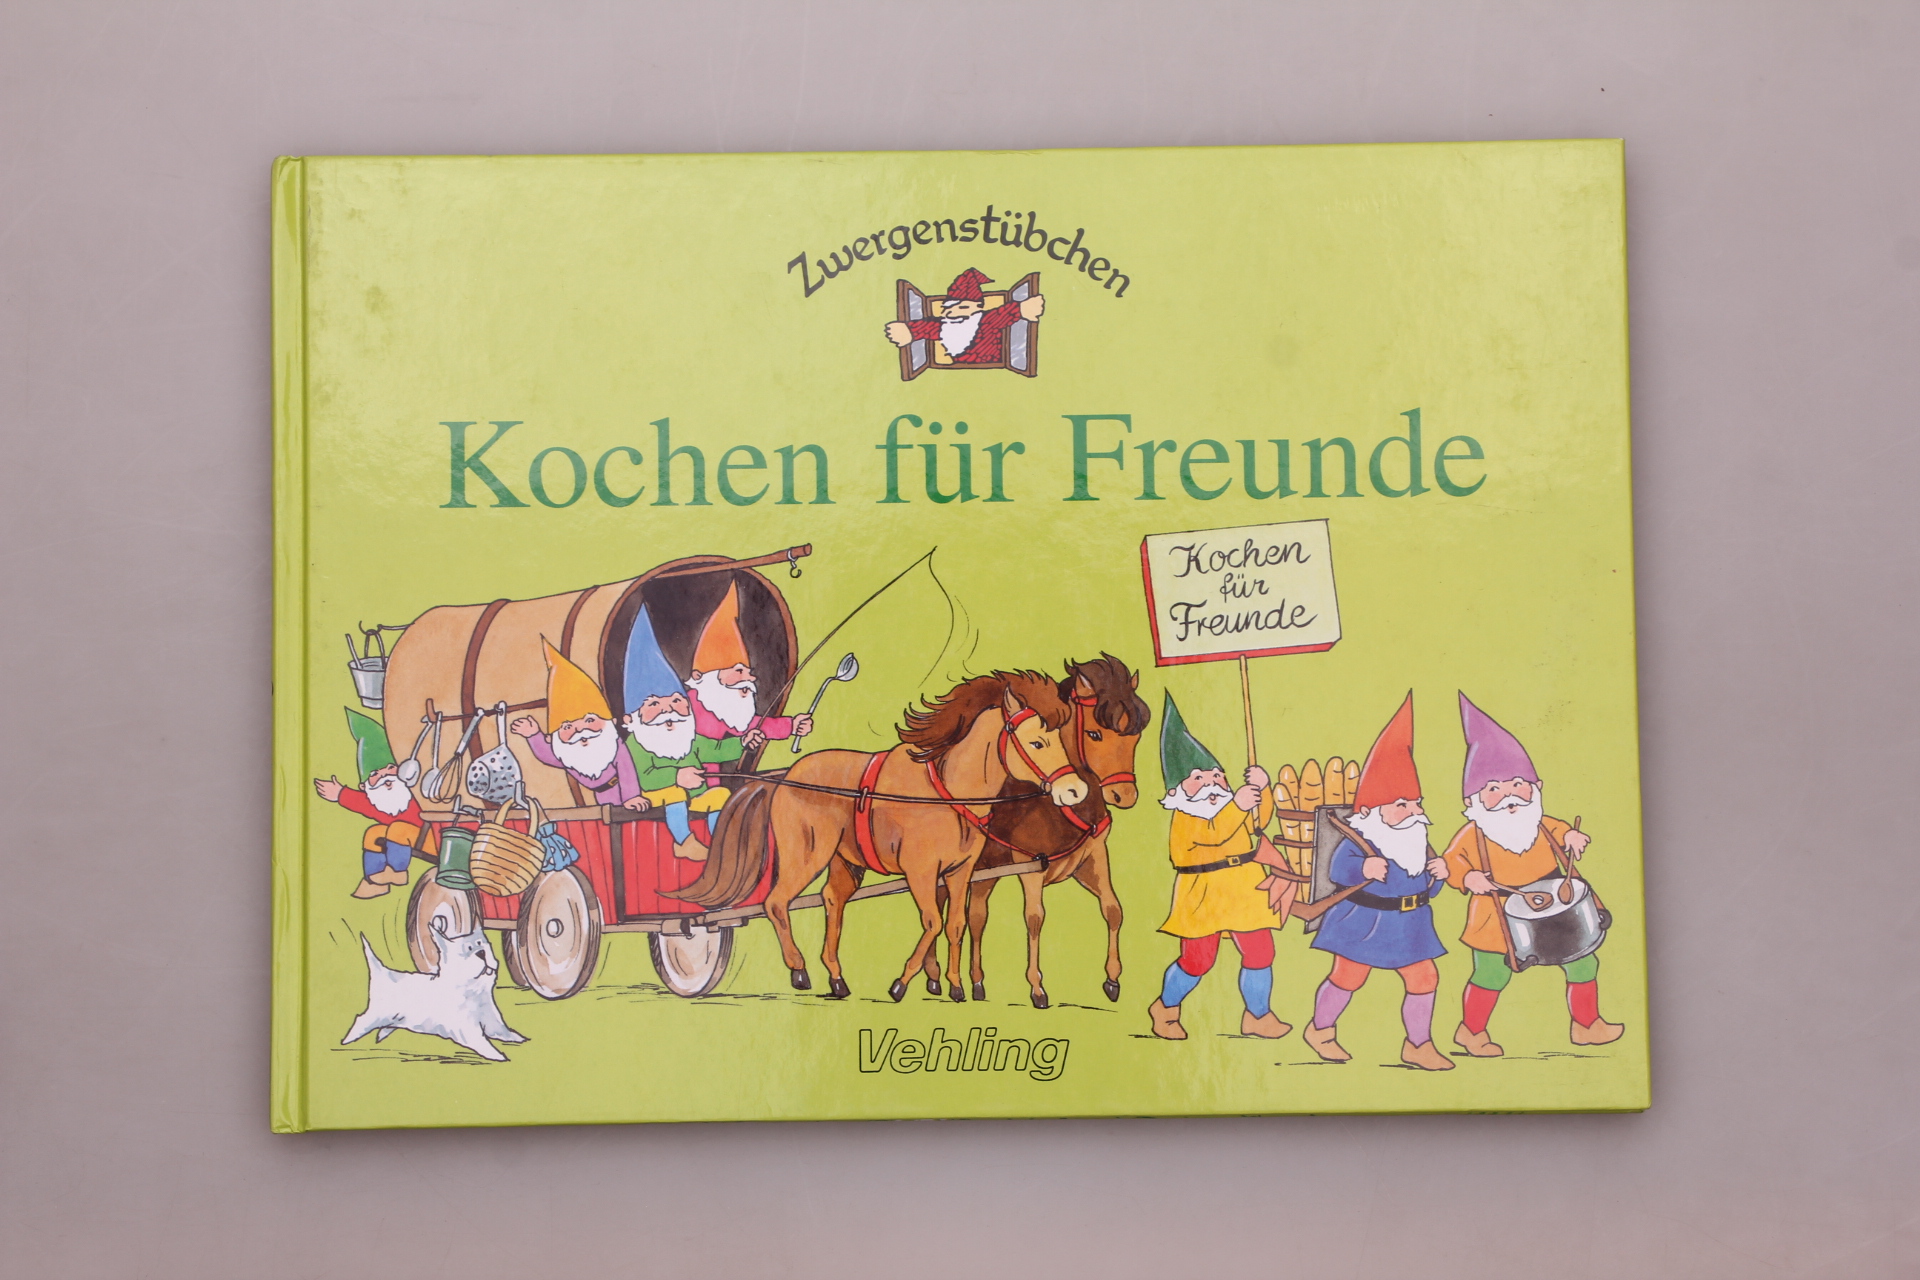 Zwergenstübchen
Kochen für Freunde
Kochen
für
Freunde
Vehling